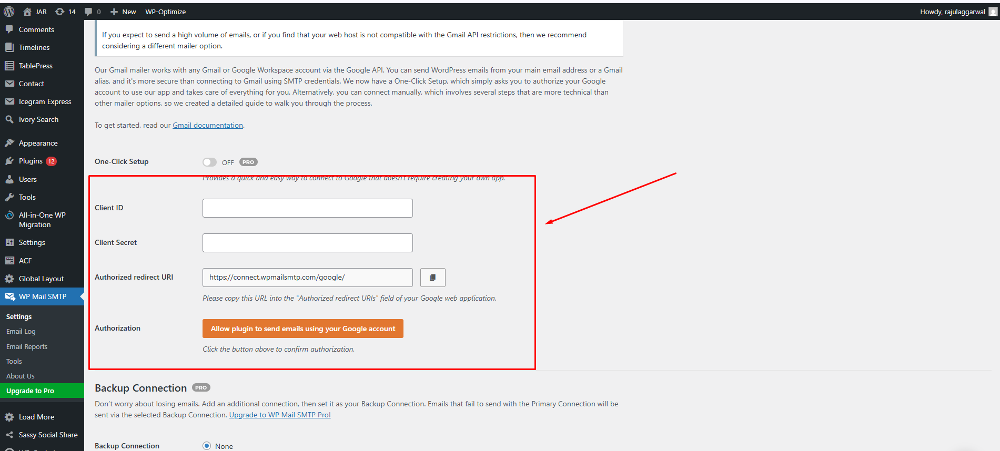 JAR 14 0 New WP-Optimize Howdy, rajulaggarwal
Comments
Timelines
TablePress
Contact
Icegram Express
Ivory Search
Appearance
Plugins 12
Users
Tools
All-in-One WP
Migration
Settings
ACF
Global Layout
WP Mail SMTP
Settings
Email Log
Email Reports
Tools
About Us
Upgrade to Pro
Load More
Sassy Social Share
If you expect to send a high volume of emails, or if you find that your web host is not compatible with the Gmail API restrictions, then we recommend
considering a different mailer option.
Our Gmail mailer works with any Gmail or Google Workspace account via the Google API. You can send WordPress emails from your main email address or a Gmail
alias, and it's more secure than connecting to Gmail using SMTP credentials. We now have a One-Click Setup, which simply asks you to authorize your Google
account to use our app and takes care of everything for you. Alternatively, you can connect manually, which involves several steps that are more technical than
other mailer options, so we created a detailed guide to walk you through the process.
To get started, read our Gmail documentation.
One-Click Setup OFF PRO
Provides a quick and easy way to connect to Google that doesn't require creating your own app.
Client ID
Client Secret
Authorized redirect URI https://connect.wpmailsmtp.com/google/
Please copy this URL into the "Authorized redirect URIs" field of your Google web application.
Authorization Allow plugin to send emails using your Google account
Click the button above to confirm authorization.
Backup Connection PRO
Don't worry about losing emails. Add an additional connection, then set it as your Backup Connection. Emails that fail to send with the Primary Connection will be
sent via the selected Backup Connection. Upgrade to WP Mail SMTP Pro!
Backup Connection None